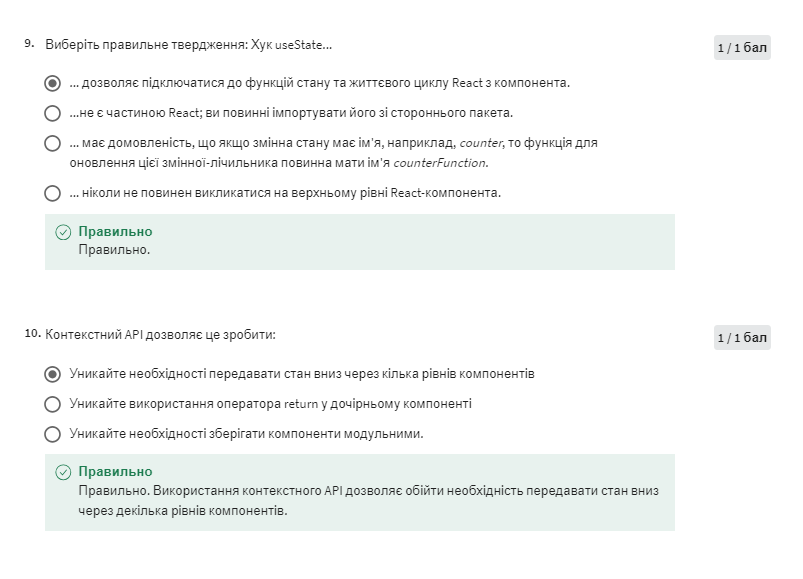 9. Виберіть правильне твердження: Хук useState...
1 / 1 бал
... дозволяє підключатися до функцій стану та життєвого циклу React з компонента.
...не є частиною React; ви повинні імпортувати його зі стороннього пакета.
... має домовленість, що якщо змінна стану має ім'я, наприклад, counter, то функція для
оновлення цієї змінної-лічильника повинна мати ім'я counterFunction.
... ніколи не повинен викликатися на верхньому рівні React-компонента.
Правильно
Правильно.
10. Контекстний API дозволяє це зробити:
1 / 1 бал
Уникайте необхідності передавати стан вниз через кілька рівнів компонентів
Уникайте використання оператора return у дочірньому компоненті
Уникайте необхідності зберігати компоненти модульними.
Правильно
Правильно. Використання контекстного API дозволяє обійти необхідність передавати стан вниз
через декілька рівнів компонентів.